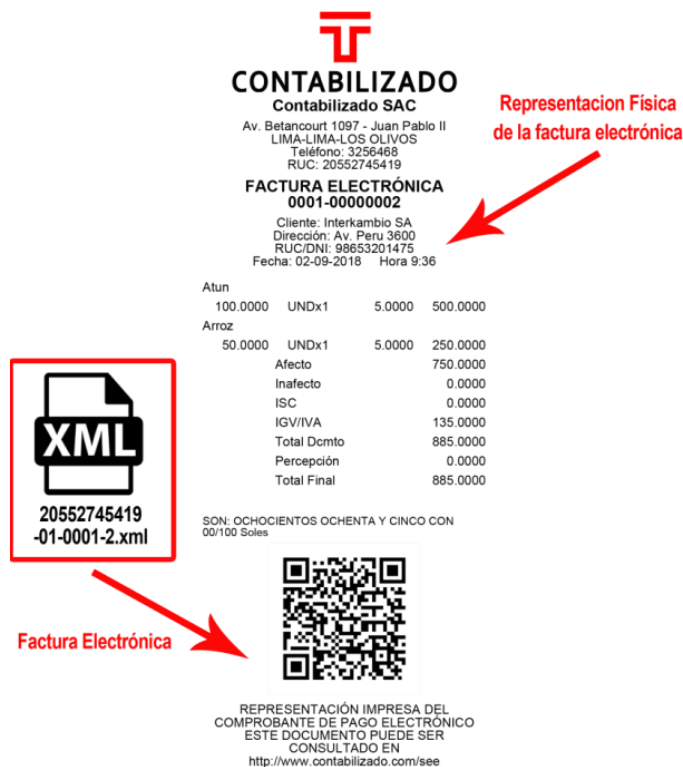 CONTABILIZADO
Contabilizado SAC
Av. Betancourt 1097 - Juan Pablo II
LIMA-LIMA-LOS OLIVOS
Teléfono: 3256468
RUC: 20552745419
FACTURA ELECTRÓNICA
0001-00000002
Cliente: Interkambio SA
Dirección: Av. Peru 3600
RUC/DNI: 98653201475
Fecha: 02-09-2018 Hora 9:36
Representacion Física
de la factura electrónica
Atun
100.0000 UNDx1 5.0000 500.0000
Arroz
50.0000 UNDx1 5.0000 250.0000
Afecto 750.0000
Inafecto 0.0000
ISC 0.0000
IGV/IVA 135.0000
Total Dcmto 885.0000
Percepción 0.0000
Total Final 885.0000
XML
20552745419
-01-0001-2.xml
SON: OCHOCIENTOS OCHENTA Y CINCO CON
00/100 Soles
Factura Electrónica
REPRESENTACIÓN IMPRESA DEL
COMPROBANTE DE PAGO ELECTRÓNICO
ESTE DOCUMENTO PUEDE SER
CONSULTADO EN
http://www.contabilizado.com/see